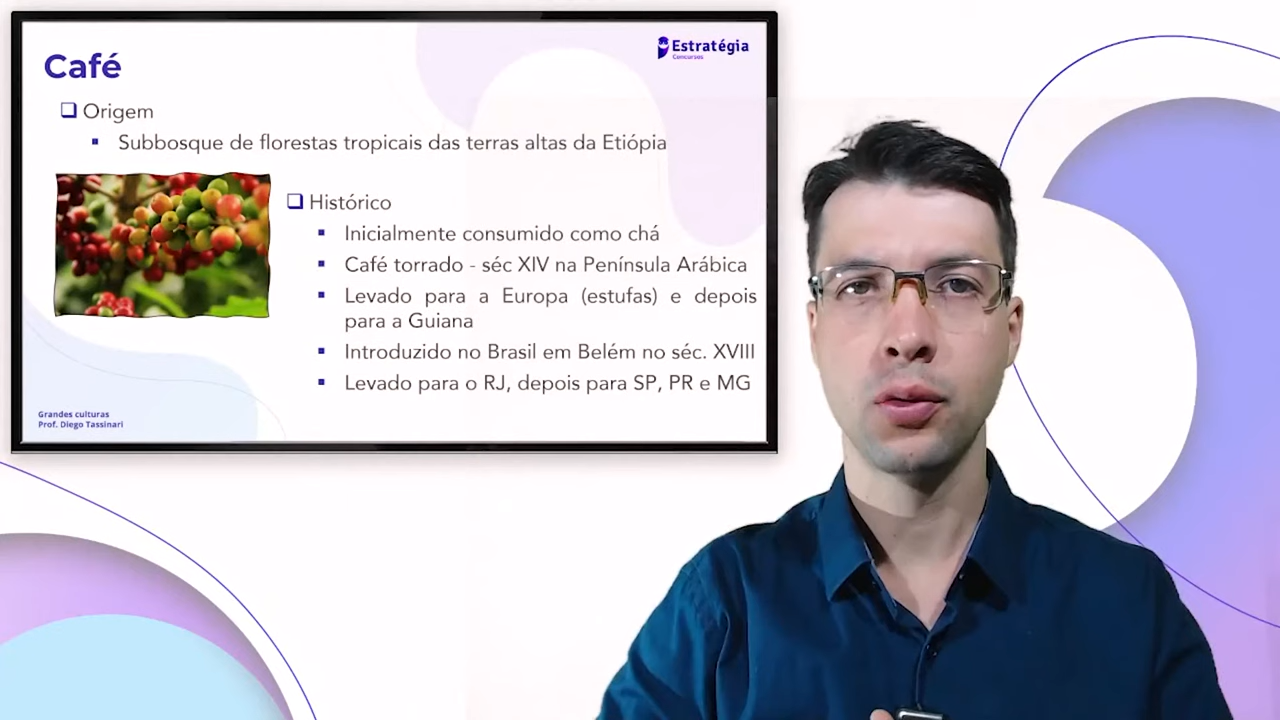 Café
Estratégia
Concursos
❑ Origem
▪ Subbosque de florestas tropicais das terras altas da Etiópia
❑ Histórico
▪ Inicialmente consumido como chá
▪ Café torrado - séc XIV na Península Arábica
▪ Levado para a Europa (estufas) e depois
para a Guiana
▪ Introduzido no Brasil em Belém no séc. XVIII
▪ Levado para o RJ, depois para SP, PR e MG
Grandes culturas
Prof. Diego Tassinari